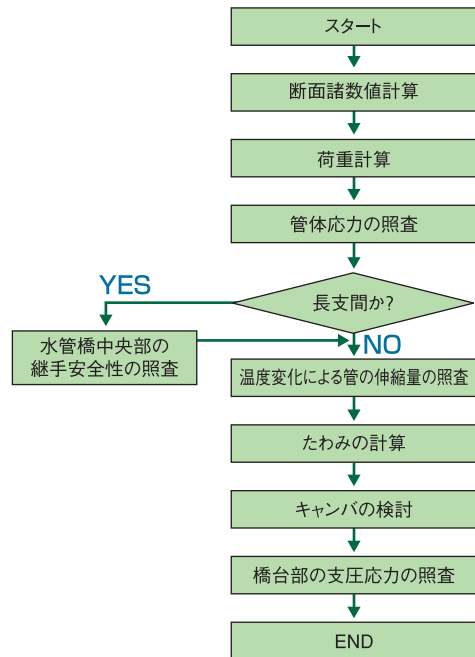 スタート
断面諸数値計算
荷重計算
管体応力の照査
長支間か?
YES
水管橋中央部の
継手安全性の照査
NO
温度変化による管の伸縮量の照査
たわみの計算
キャンバの検討
橋台部の支圧応力の照査
END